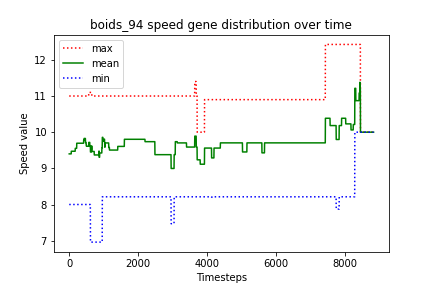 boids_94 speed gene distribution over time
max
mean
min
Speed value
12
11
10
9
8
7
0
2000
4000
6000
8000
Timesteps